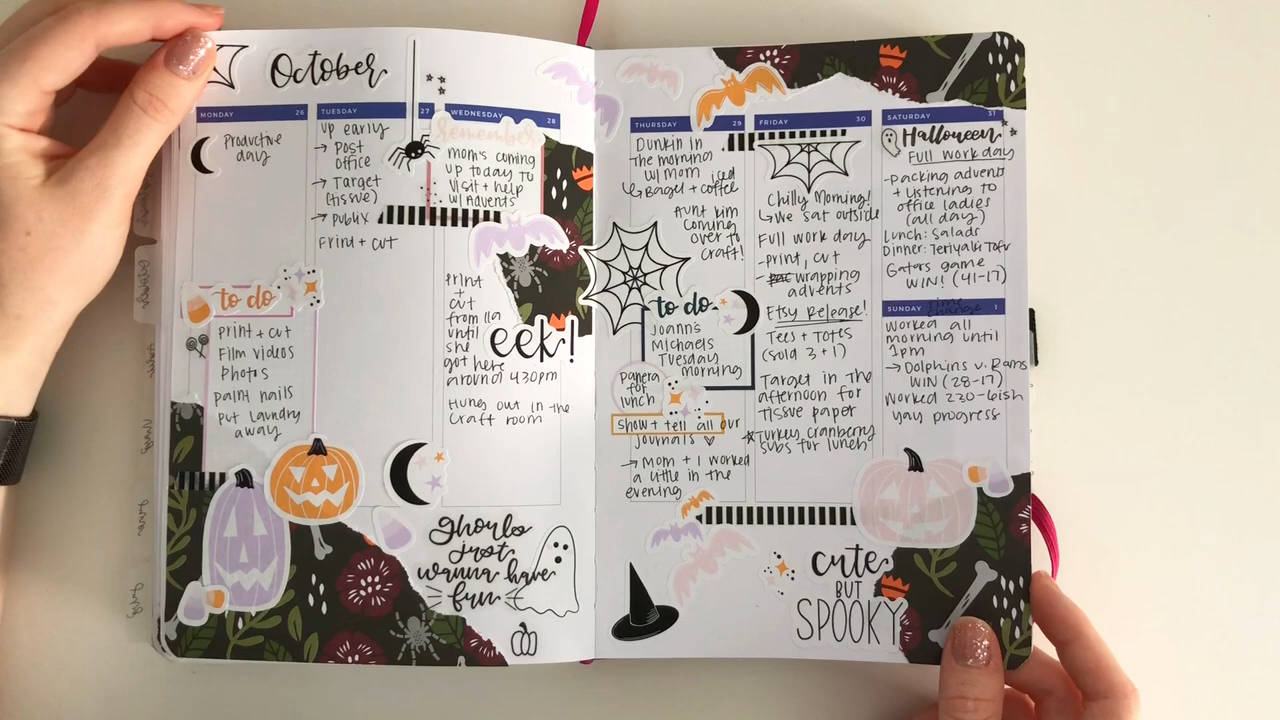 October
MONDAY 26
Productive
day
to do
Print + cut
Film videos
Photos
paint nails
put laundry
away
TUESDAY 27
up early
→ Post
office
→ Target
(tissue)
→ Publix
Print + cut
WEDNESDAY 28
Remember
mom's coming
up today to
visit + help
w/ Advents
Print
+
cut
from 11a
until
she
got here
around 430pm
Hung out in the
craft room
eek!
ghouls
just
wanna have
fun
THURSDAY 29
Dunkin in
the morning
w/ mom
↳ Bagel + iced coffee
Aunt Kim
coming
over to
craft!
to do
Joann's
Michaels
Tuesday
morning
panera
for
lunch
show + tell all our
journals ♡
→ Mom + I worked
a little in the
evening
FRIDAY 30
Chilly Morning!
↳ We sat outside
Full work day
- Print, cut
- wrapping
advents
Etsy Release!
Tees + Totes
(sold 3 + 1)
Target in the
afternoon for
tissue paper
☆Turkey cranberry
subs for lunch
SATURDAY 31
Halloween
Full work day
- packing advents
+ listening to
office ladies
(all day)
Lunch: Salads
Dinner: Teriyaki Tofu
Gators game
WIN! (41-17)
SUNDAY 1
Time
change
worked all
morning until
1pm
→ Dolphins v. Rams
WIN (28-17)
Worked 230-6ish
yay progress
cute
BUT
SPOOKY